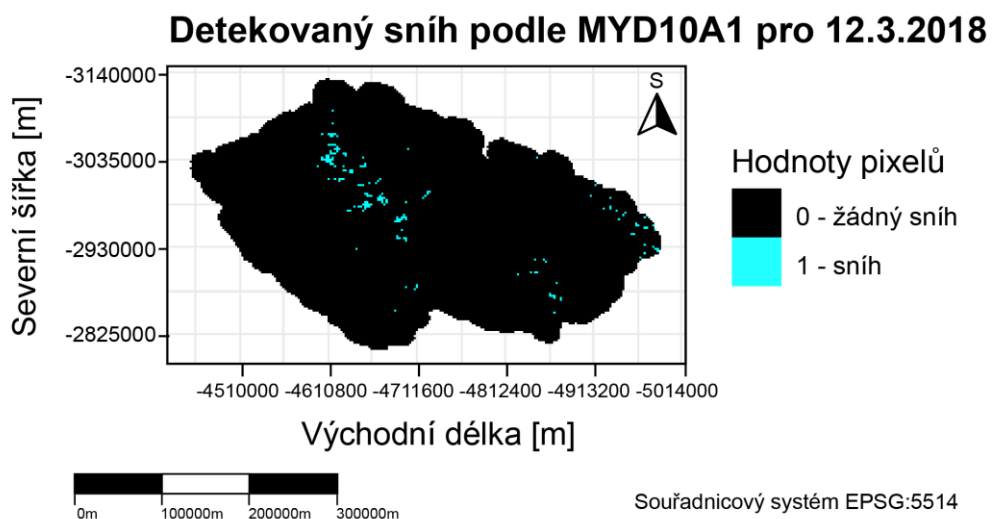 Detekovaný sníh podle MYD10A1 pro 12.3.2018
Severní šířka [m]
-3140000
-3035000
-2930000
-2825000
S
-4510000 -4610800 -4711600 -4812400 -4913200 -5014000
Východní délka [m]
Hodnoty pixelů
0 - žádný sníh
1 - sníh
0m 100000m 200000m 300000m
Souřadnicový systém EPSG:5514